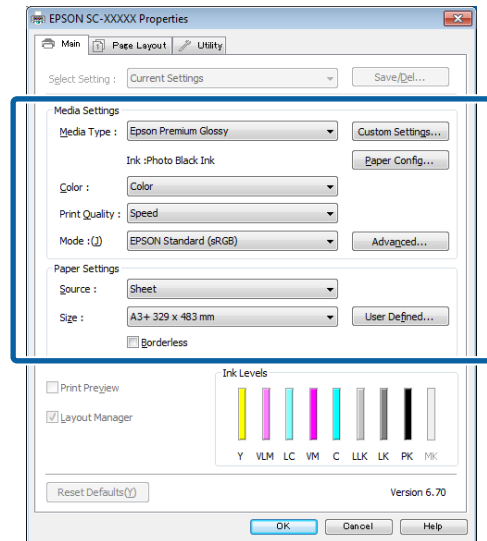 EPSON SC-XXXXX Properties
Main Page Layout Utility
Select Setting : Current Settings Save/Del...
Media Settings
Media Type : Epson Premium Glossy Custom Settings...
Ink :Photo Black Ink Paper Config...
Color : Color
Print Quality : Speed
Mode :(J) EPSON Standard (sRGB) Advanced...
Paper Settings
Source : Sheet
Size : A3+ 329 x 483 mm User Defined...
Borderless
Ink Levels
Print Preview
Layout Manager
Y VLM LC VM C LLK LK PK MK
Reset Defaults(Y) Version 6.70
OK Cancel Help